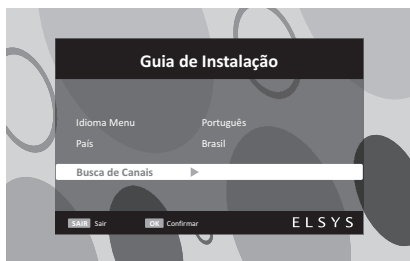 Guia de Instalação
Idioma Menu Português
País Brasil
Busca de Canais
SAIR Sair OK Confirmar ELSYS